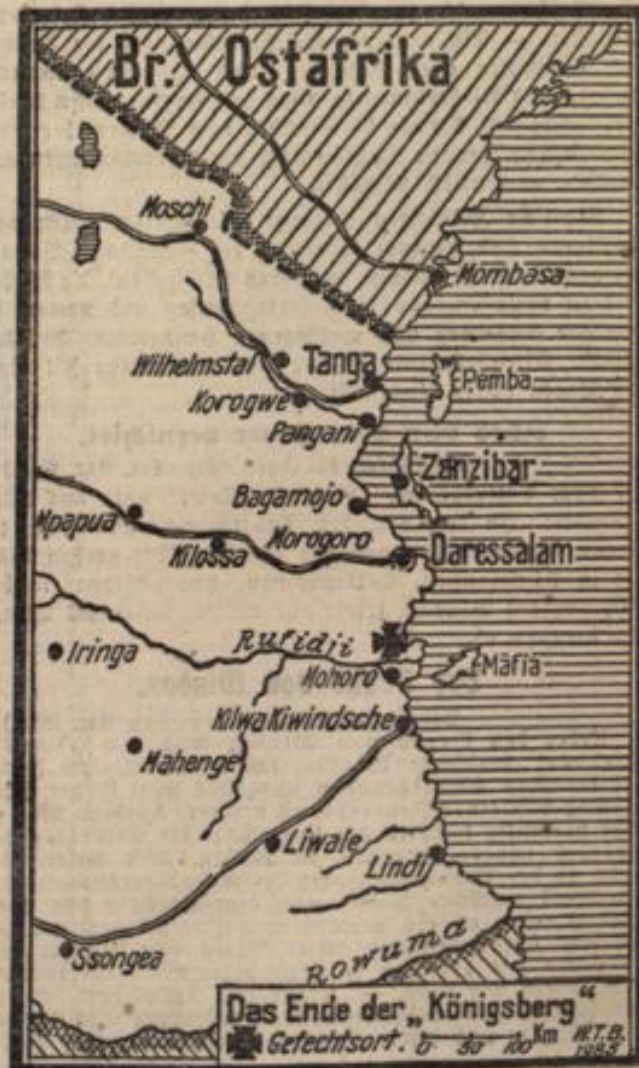 Br. Ostafrika
Moschi
Mombasa
Wilhelmstal
Tanga
Pemba
Korogwe
Pangani
Zanzibar
Bagamojo
Mpapua
Morogoro
Kilossa
Daressalam
Rufidji
Iringa
Mohoro
Mafia
Kilwa Kiwindsche
Mahenge
Liwale
Lindi
Ssongea
Rowuma
Das Ende der „Königsberg“
Gefechtsort. 0 50 100 Km W.T.B.